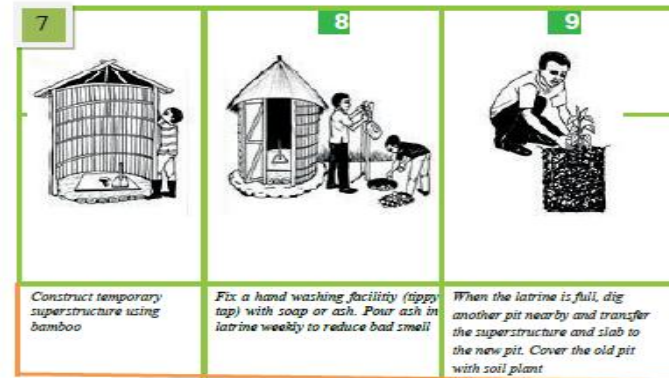 7
8
9
Construct temporary
superstructure using
bamboo
Fix a hand washing facilitiy (tippy
tap) with soap or ash. Pour ash in
latrine weekly to reduce bad smell
When the latrine is full, dig
another pit nearby and transfer
the superstructure and slab to
the new pit. Cover the old pit
with soil plant